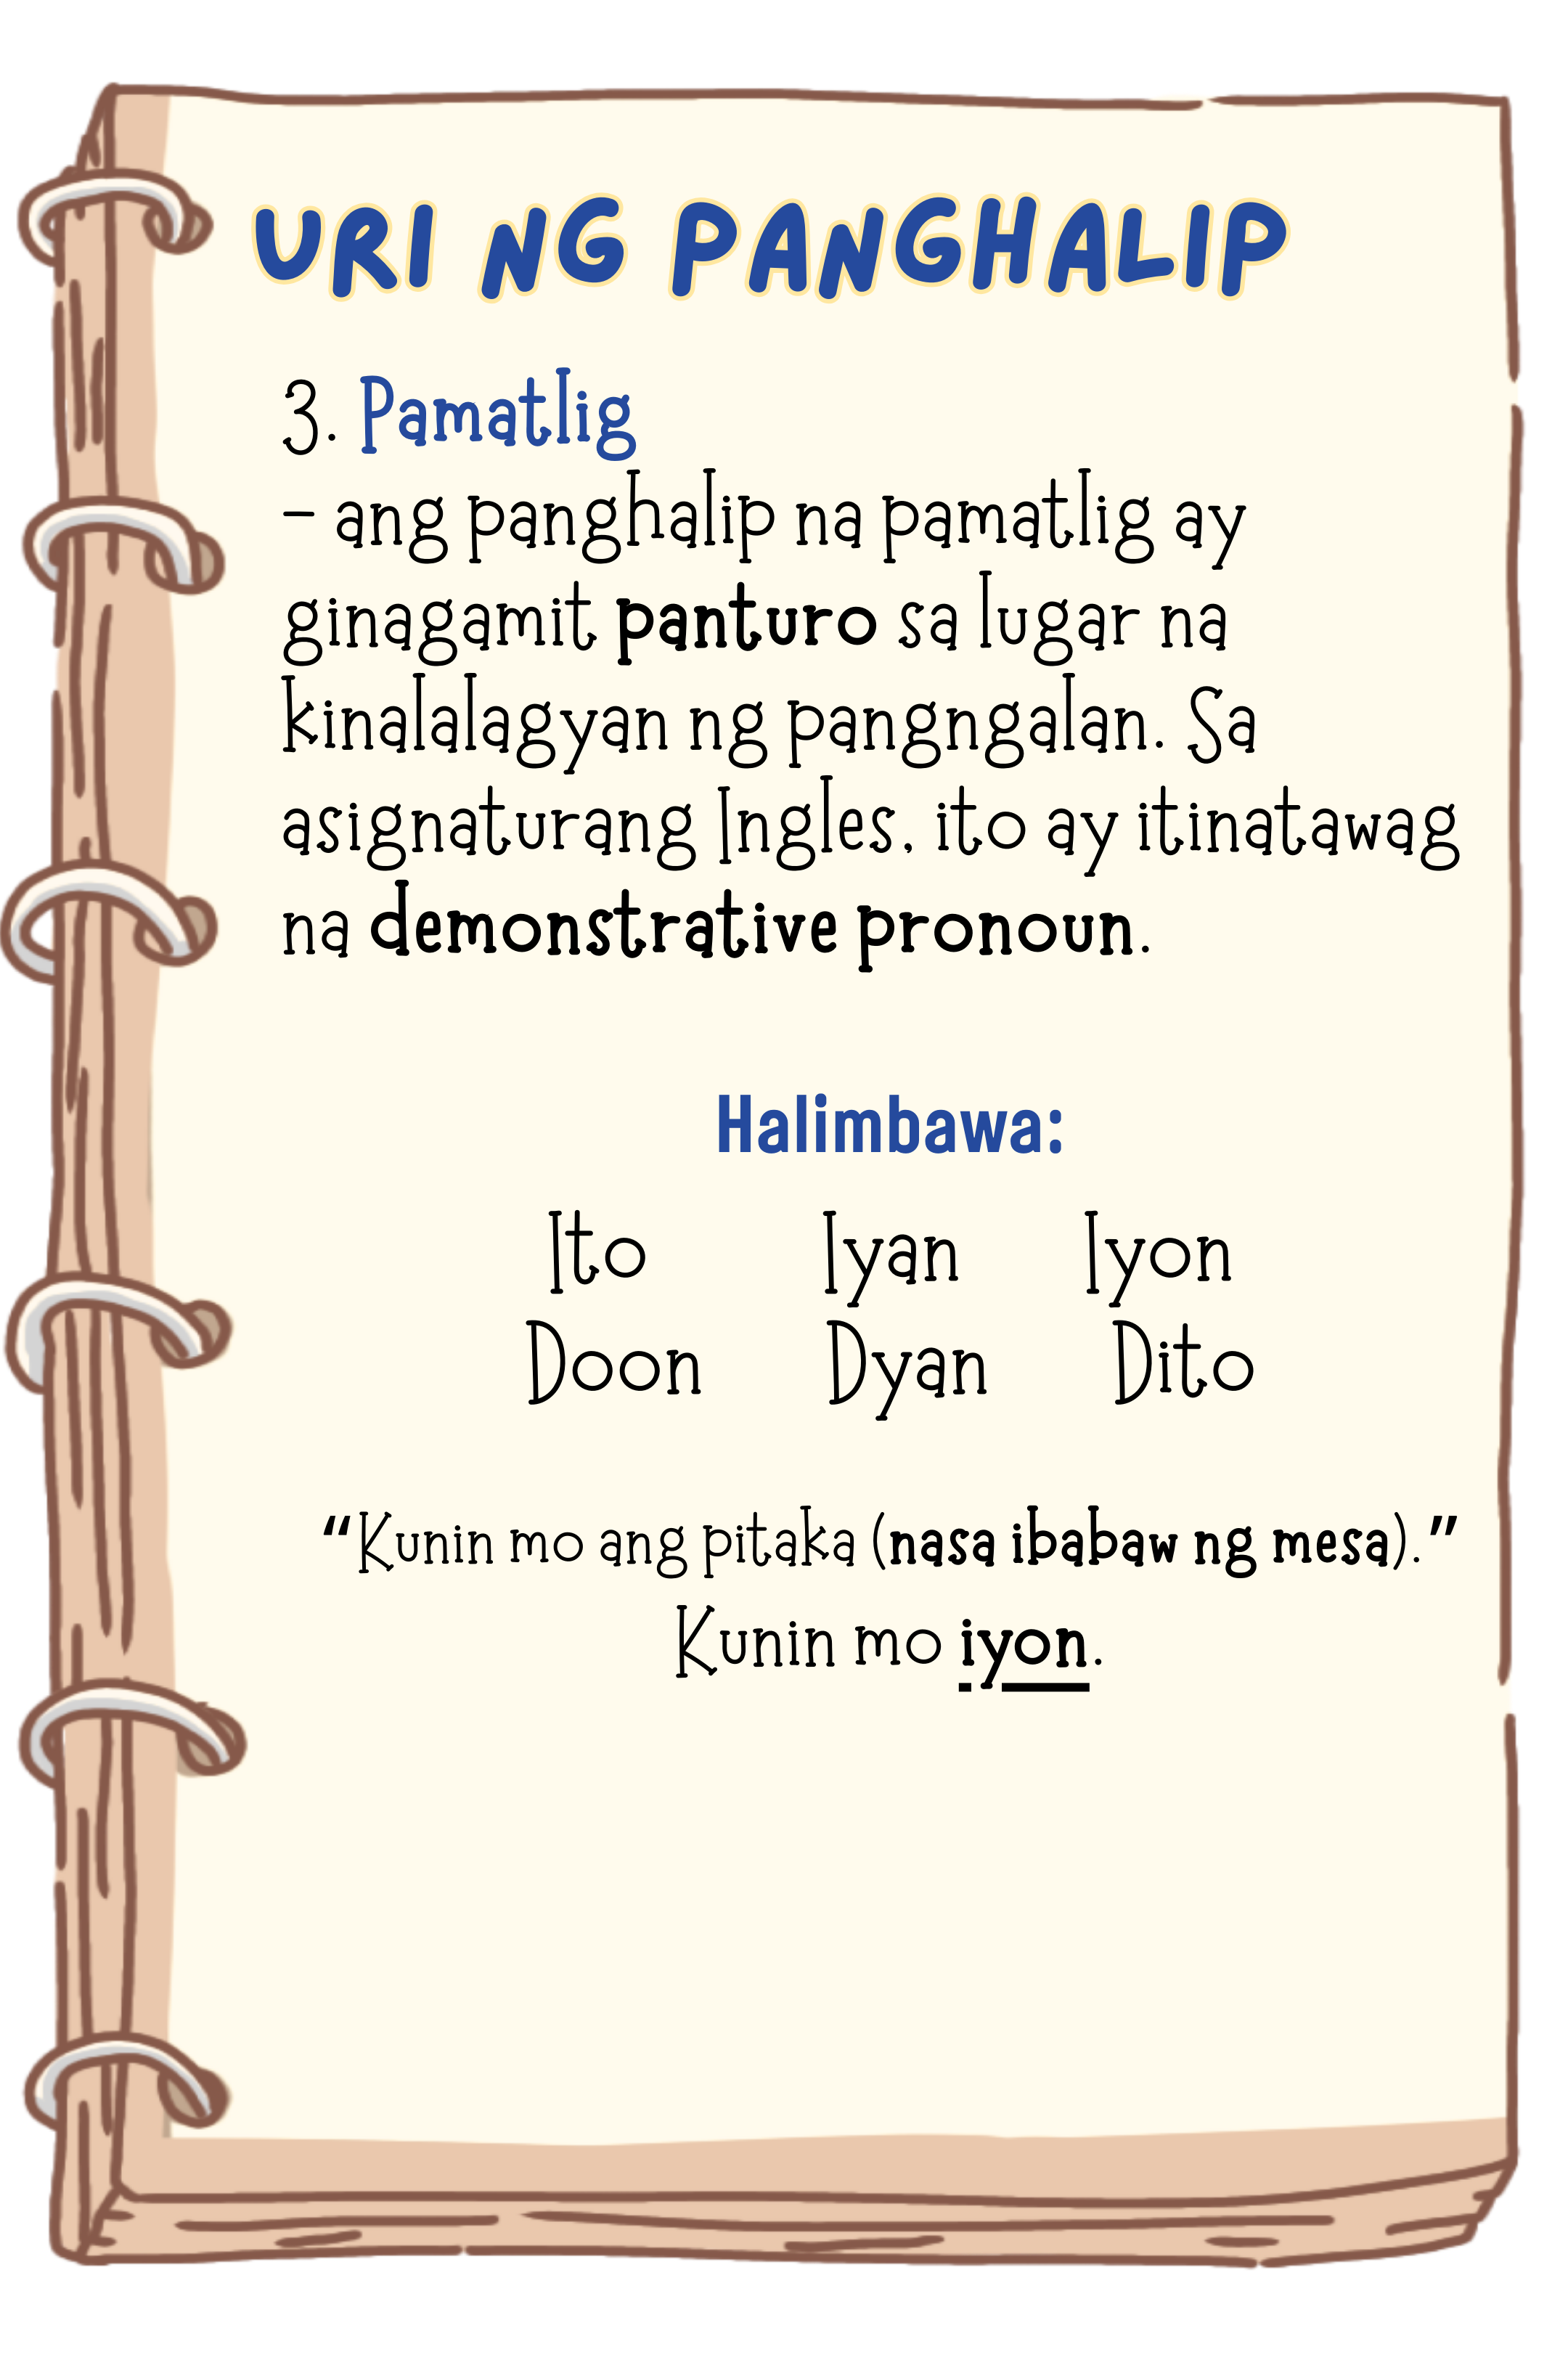 URI NG PANGHALIP
3. Pamatlig
- ang panghalip na pamatlig ay
ginagamit panturo sa lugar na
kinalalagyan ng pangngalan. Sa
asignaturang Ingles, ito ay itinatawag
na demonstrative pronoun.
Halimbawa:
Ito Iyan Iyon
Doon Dyan Dito
“Kunin mo ang pitaka (nasa ibabaw ng mesa).”
Kunin mo iyon.